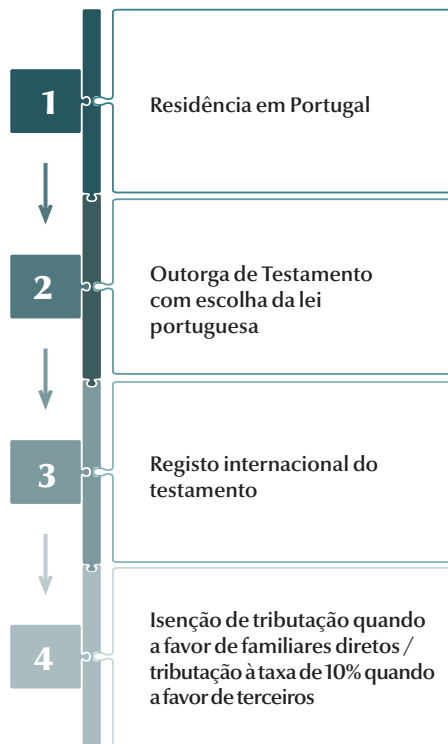 1
Residência em Portugal
2
Outorga de Testamento
com escolha da lei
portuguesa
3
Registo internacional do
testamento
4
Isenção de tributação quando
a favor de familiares diretos /
tributação à taxa de 10% quando
a favor de terceiros